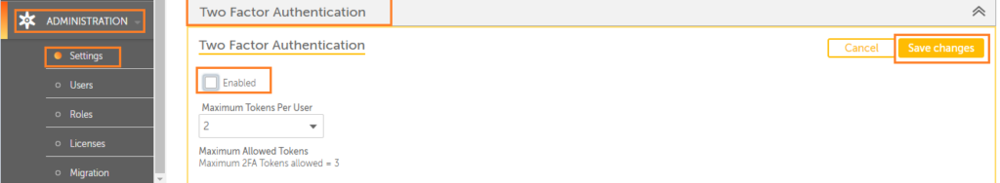 ADMINISTRATION
Settings
Users
Roles
Licenses
Migration
Two Factor Authentication
Two Factor Authentication
Cancel
Save changes
Enabled
Maximum Tokens Per User
2
Maximum Allowed Tokens
Maximum 2FA Tokens allowed = 3